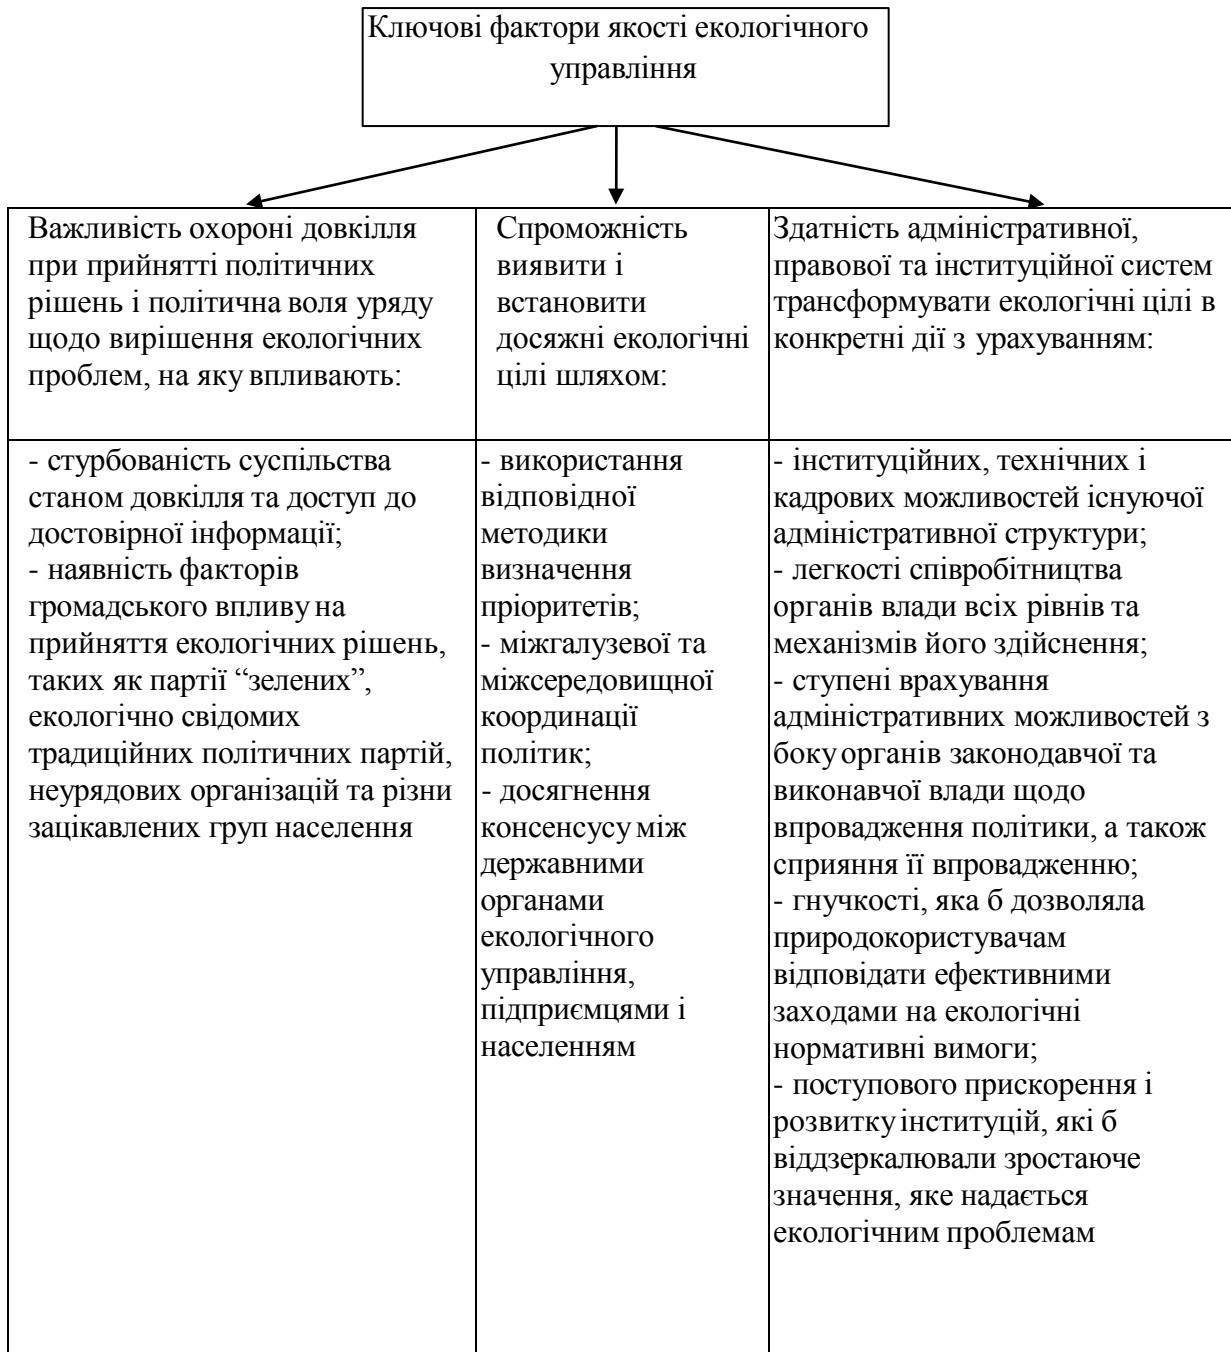 Ключові фактори якості екологічного
управління
Важливість охороні довкілля
при прийнятті політичних
рішень і політична воля уряду
щодо вирішення екологічних
проблем, на яку впливають:
Спроможність
виявити і
встановити
досяжні екологічні
цілі шляхом:
Здатність адміністративної,
правової та інституційної систем
трансформувати екологічні цілі в
конкретні дії з урахуванням:
- стурбованість суспільства
станом довкілля та доступ до
достовірної інформації;
- наявність факторів
громадського впливу на
прийняття екологічних рішень,
таких як партії “зелених”,
екологічно свідомих
традиційних політичних партій,
неурядових організацій та різни
зацікавлених груп населення
- використання
відповідної
методики
визначення
пріоритетів;
- міжгалузевої та
міжсередовищної
координації
політик;
- досягнення
консенсусу між
державними
органами
екологічного
управління,
підприємцями і
населенням
- інституційних, технічних і
кадрових можливостей існуючої
адміністративної структури;
- легкості співробітництва
органів влади всіх рівнів та
механізмів його здійснення;
- ступені врахування
адміністративних можливостей з
боку органів законодавчої та
виконавчої влади щодо
впровадження політики, а також
сприяння її впровадженню;
- гнучкості, яка б дозволяла
природокористувачам
відповідати ефективними
заходами на екологічні
нормативні вимоги;
- поступового прискорення і
розвитку інституцій, які б
віддзеркалювали зростаюче
значення, яке надається
екологічним проблемам